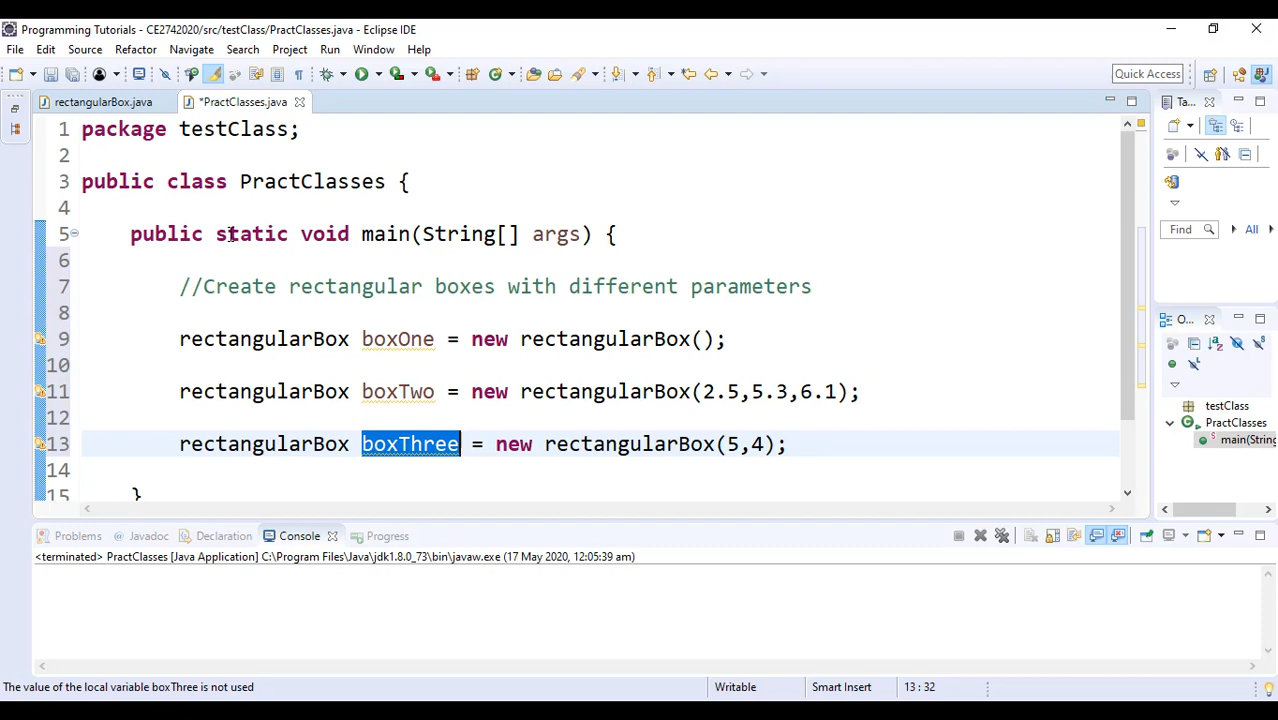 Programming Tutorials - CE2742020/src/testClass/PractClasses.java - Eclipse IDE
File Edit Source Refactor Navigate Search Project Run Window Help
Quick Access
rectangularBox.java *PractClasses.java Ta...
1 package testClass;
2
3 public class PractClasses {
4
5 public static void main(String[] args) {
6
7 //Create rectangular boxes with different parameters
8
9 rectangularBox boxOne = new rectangularBox();
10
11 rectangularBox boxTwo = new rectangularBox(2.5,5.3,6.1);
12
13 rectangularBox boxThree = new rectangularBox(5,4);
14
15 }
Find All
O...
testClass
PractClasses
main(String
Problems Javadoc Declaration Console Progress
<terminated> PractClasses [Java Application] C:\Program Files\Java\jdk1.8.0_73\bin\javaw.exe (17 May 2020, 12:05:39 am)
The value of the local variable boxThree is not used Writable Smart Insert 13 : 32